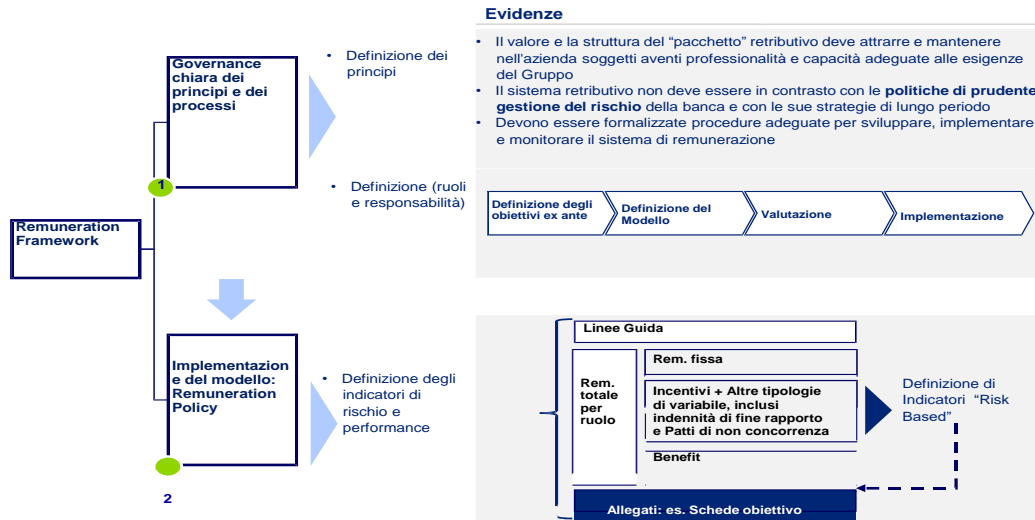 Evidenze
• Il valore e la struttura del “pacchetto” retributivo deve attrarre e mantenere
nell’azienda soggetti aventi professionalità e capacità adeguate alle esigenze
del Gruppo
• Il sistema retributivo non deve essere in contrasto con le politiche di prudente
gestione del rischio della banca e con le sue strategie di lungo periodo
• Devono essere formalizzate procedure adeguate per sviluppare, implementare
e monitorare il sistema di remunerazione
Governance
chiara dei
principi e dei
processi
1
• Definizione dei
principi
• Definizione (ruoli
e responsabilità)
Definizione degli
obiettivi ex ante
Definizione del
Modello
Valutazione
Implementazione
Remuneration
Framework
Implementazion
e del modello:
Remuneration
Policy
2
• Definizione degli
indicatori di
rischio e
performance
Linee Guida
Rem.
totale
per
ruolo
Rem. fissa
Incentivi + Altre tipologie
di variabile, inclusi
indennità di fine rapporto
e Patti di non concorrenza
Benefit
Definizione di
Indicatori “Risk
Based”
Allegati: es. Schede obiettivo